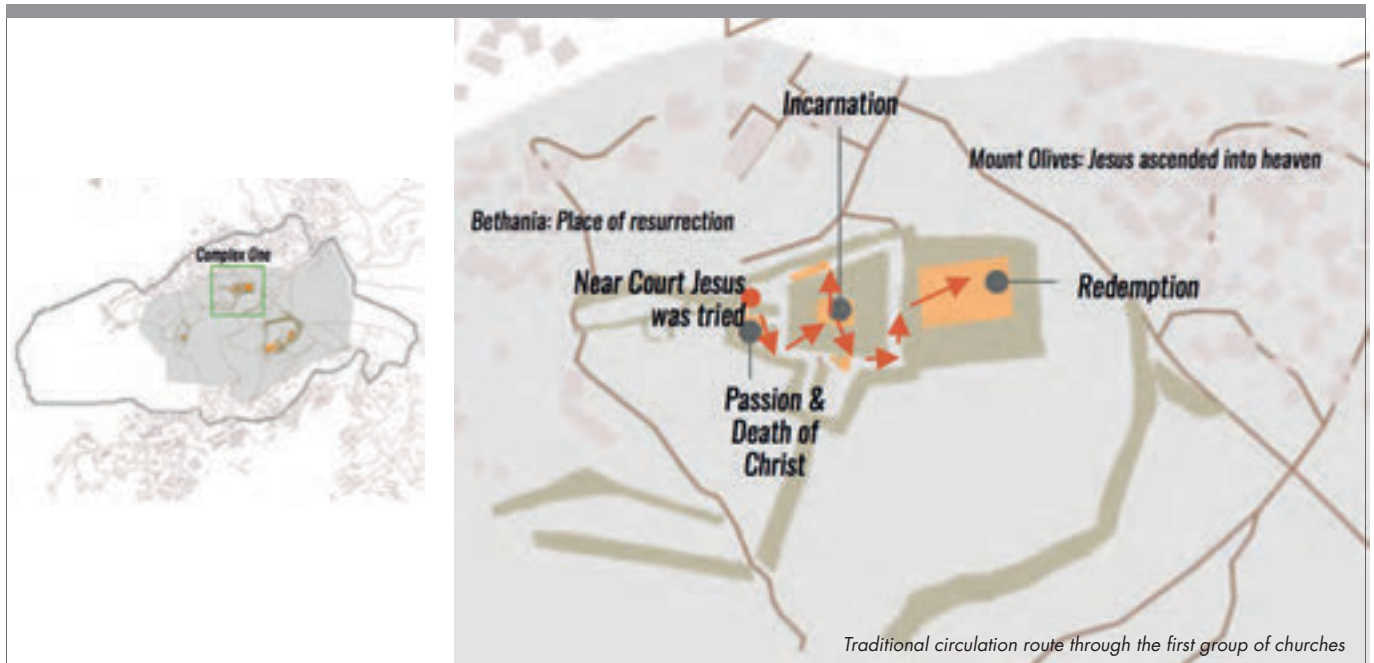 Complex One
Incarnation
Mount Olives: Jesus ascended into heaven
Bethania: Place of resurrection
Near Court Jesus
was tried
Redemption
Passion &
Death of
Christ
Traditional circulation route through the first group of churches